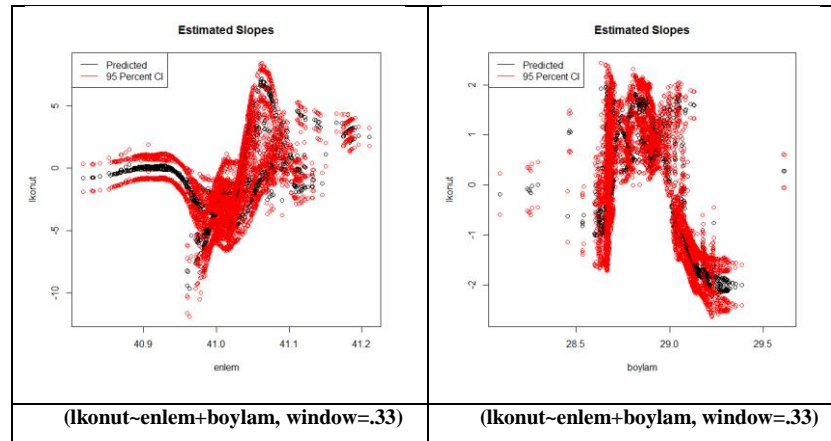 Estimated Slopes
Predicted
95 Percent CI
lkonut
5
0
-5
-10
40.9
41.0
41.1
41.2
enlem
(lkonut~enlem+boylam, window=.33)
Estimated Slopes
Predicted
95 Percent CI
lkonut
2
1
0
-1
-2
28.5
29.0
29.5
boylam
(lkonut~enlem+boylam, window=.33)